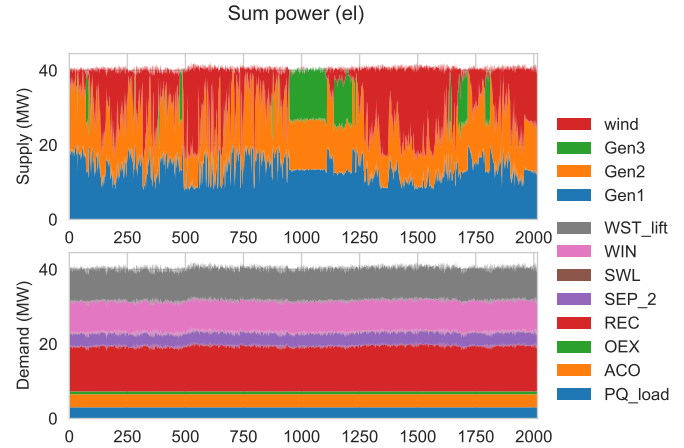 Sum power (el)
Supply (MW)
40
20
0
0 250 500 750 1000 1250 1500 1750 2000
wind
Gen3
Gen2
Gen1
Demand (MW)
40
20
0
0 250 500 750 1000 1250 1500 1750 2000
WST_lift
WIN
SWL
SEP_2
REC
OEX
ACO
PQ_load